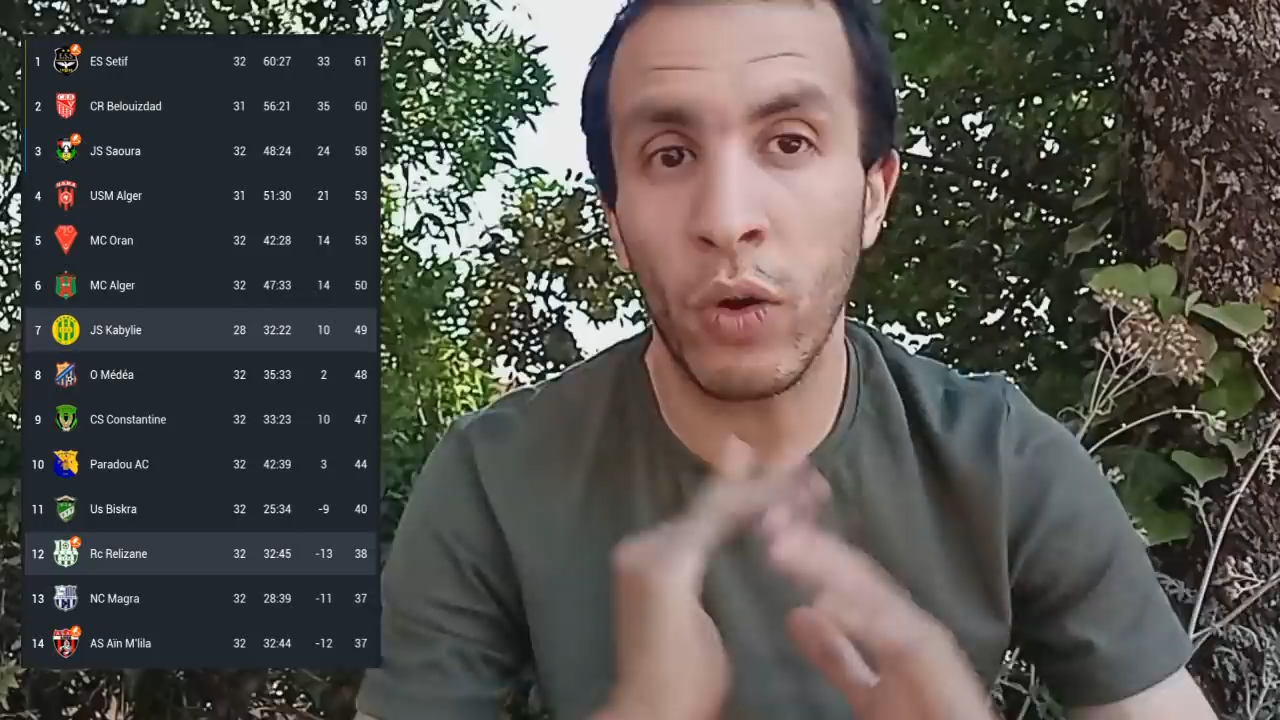 1 ES Setif 32 60:27 33 61
2 CR Belouizdad 31 56:21 35 60
3 JS Saoura 32 48:24 24 58
4 USM Alger 31 51:30 21 53
5 MC Oran 32 42:28 14 53
6 MC Alger 32 47:33 14 50
7 JS Kabylie 28 32:22 10 49
8 O Médéa 32 35:33 2 48
9 CS Constantine 32 33:23 10 47
10 Paradou AC 32 42:39 3 44
11 Us Biskra 32 25:34 -9 40
12 Rc Relizane 32 32:45 -13 38
13 NC Magra 32 28:39 -11 37
14 AS Aïn M'lila 32 32:44 -12 37